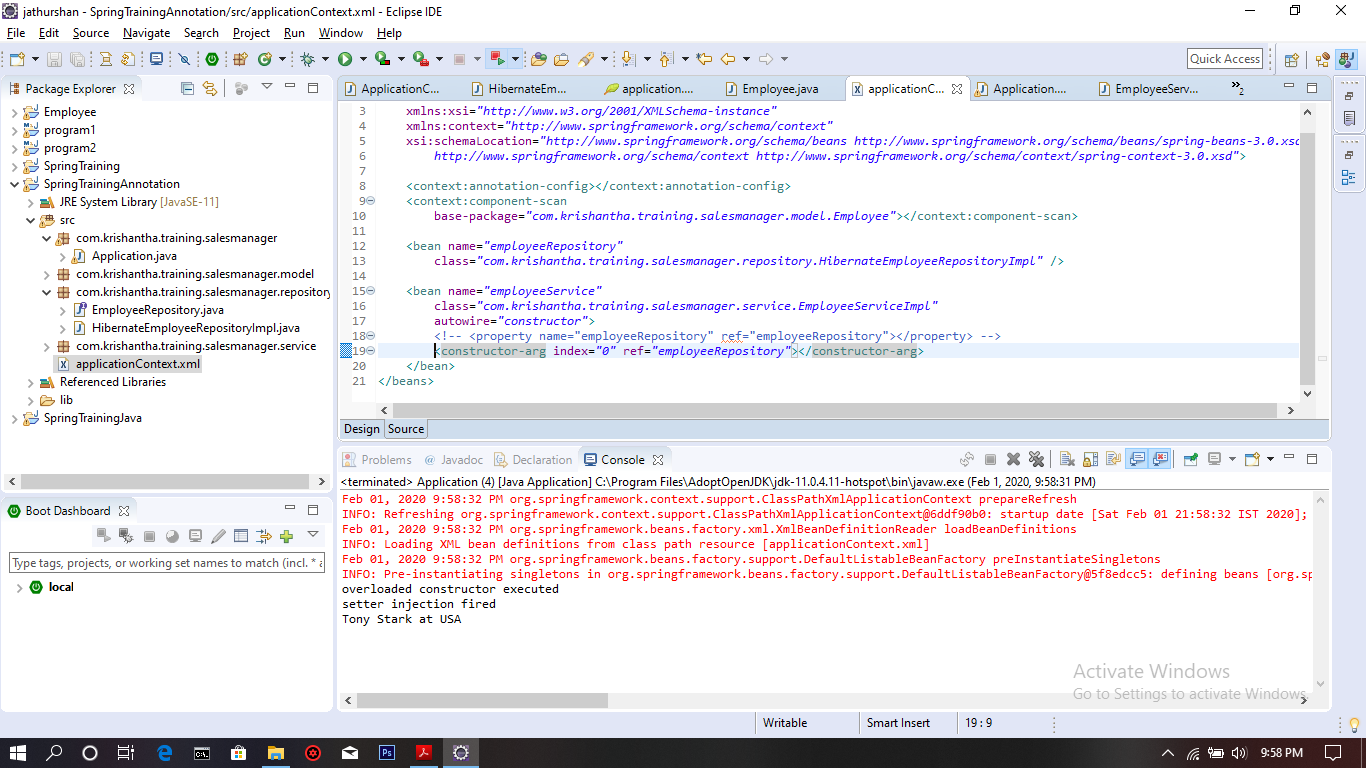 jathurshan - SpringTrainingAnnotation/src/applicationContext.xml - Eclipse IDE
File Edit Source Navigate Search Project Run Window Help
Quick Access
Package Explorer
Employee
program1
program2
SpringTraining
SpringTrainingAnnotation
JRE System Library [JavaSE-11]
src
com.krishantha.training.salesmanager
Application.java
com.krishantha.training.salesmanager.model
com.krishantha.training.salesmanager.repository
EmployeeRepository.java
HibernateEmployeeRepositoryImpl.java
com.krishantha.training.salesmanager.service
applicationContext.xml
Referenced Libraries
lib
SpringTrainingJava
Boot Dashboard
Type tags, projects, or working set names to match (incl. *
local
ApplicationC... HibernateEm... application.... Employee.java applicationC... Application.... EmployeeServ... »2
3 xmlns:xsi="http://www.w3.org/2001/XMLSchema-instance"
4 xmlns:context="http://www.springframework.org/schema/context"
5 xsi:schemaLocation="http://www.springframework.org/schema/beans http://www.springframework.org/schema/beans/spring-beans-3.0.xsd
6 http://www.springframework.org/schema/context http://www.springframework.org/schema/context/spring-context-3.0.xsd">
7
8 <context:annotation-config></context:annotation-config>
9 <context:component-scan
10 base-package="com.krishantha.training.salesmanager.model.Employee"></context:component-scan>
11
12 <bean name="employeeRepository"
13 class="com.krishantha.training.salesmanager.repository.HibernateEmployeeRepositoryImpl" />
14
15 <bean name="employeeService"
16 class="com.krishantha.training.salesmanager.service.EmployeeServiceImpl"
17 autowire="constructor">
18 <!-- <property name="employeeRepository" ref="employeeRepository"></property> -->
19 <constructor-arg index="0" ref="employeeRepository"></constructor-arg>
20 </bean>
21 </beans>
Design Source
Problems @ Javadoc Declaration Console
<terminated> Application (4) [Java Application] C:\Program Files\AdoptOpenJDK\jdk-11.0.4.11-hotspot\bin\javaw.exe (Feb 1, 2020, 9:58:31 PM)
Feb 01, 2020 9:58:32 PM org.springframework.context.support.ClassPathXmlApplicationContext prepareRefresh
INFO: Refreshing org.springframework.context.support.ClassPathXmlApplicationContext@6ddf90b0: startup date [Sat Feb 01 21:58:32 IST 2020];
Feb 01, 2020 9:58:32 PM org.springframework.beans.factory.xml.XmlBeanDefinitionReader loadBeanDefinitions
INFO: Loading XML bean definitions from class path resource [applicationContext.xml]
Feb 01, 2020 9:58:32 PM org.springframework.beans.factory.support.DefaultListableBeanFactory preInstantiateSingletons
INFO: Pre-instantiating singletons in org.springframework.beans.factory.support.DefaultListableBeanFactory@5f8edcc5: defining beans [org.sp
overloaded constructor executed
setter injection fired
Tony Stark at USA
Activate Windows
Go to Settings to activate Windows.
Writable Smart Insert 19 : 9
9:58 PM